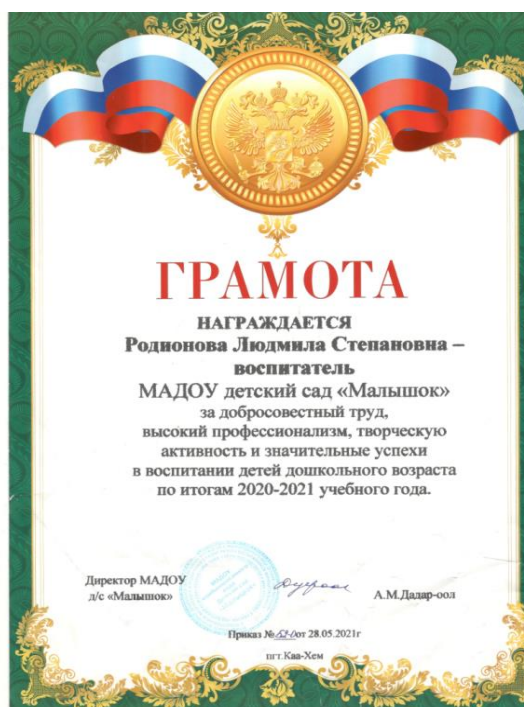 ГРАМОТА
НАГРАЖДАЕТСЯ
Родионова Людмила Степановна –
воспитатель
МАДОУ детский сад «Малышок»
за добросовестный труд,
высокий профессионализм, творческую
активность и значительные успехи
в воспитании детей дошкольного возраста
по итогам 2020-2021 учебного года.
Директор МАДОУ
д/с «Малышок»
А.М.Дадар-оол
Приказ № от 28.05.2021г
пгт.Каа-Хем